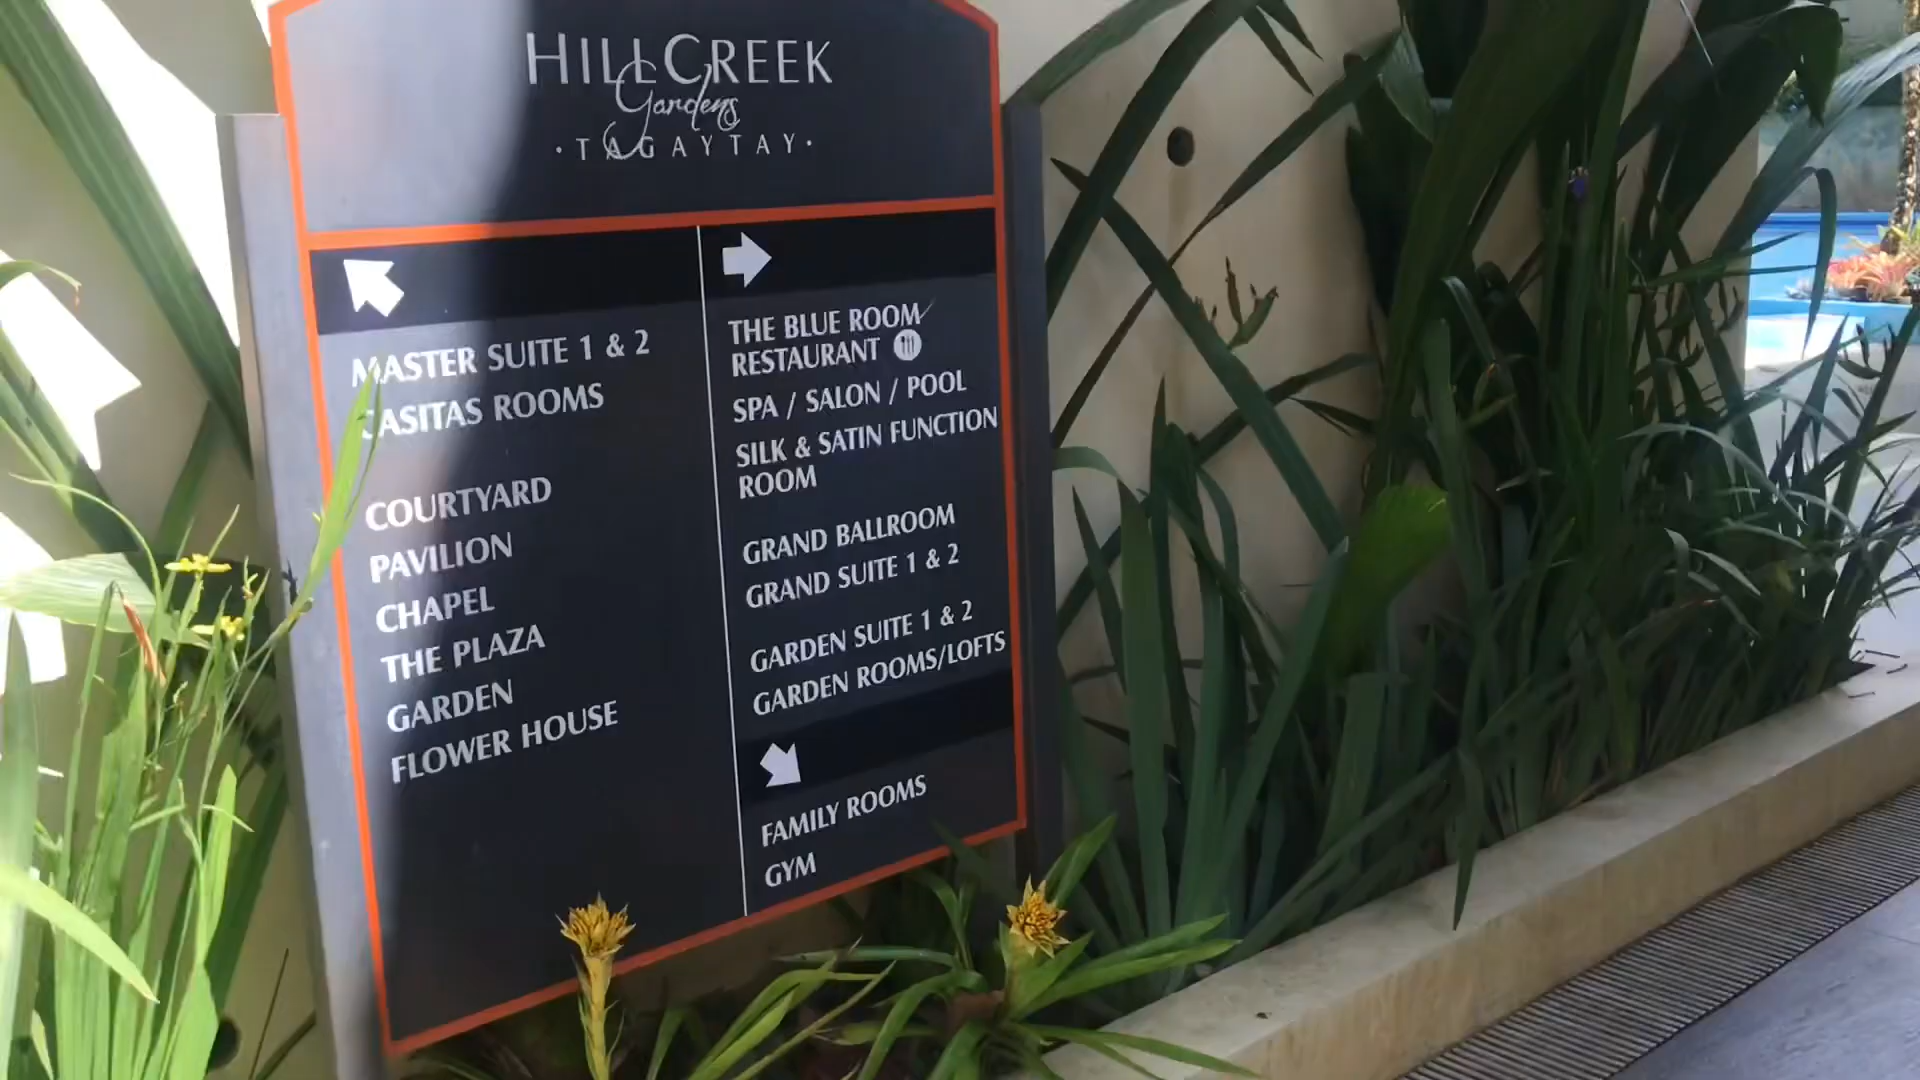 HILLCREEK
Gardens
·TAGAYTAY·
MASTER SUITE 1 & 2
CASITAS ROOMS
COURTYARD
PAVILION
CHAPEL
THE PLAZA
GARDEN
FLOWER HOUSE
THE BLUE ROOM
RESTAURANT
SPA / SALON / POOL
SILK & SATIN FUNCTION
ROOM
GRAND BALLROOM
GRAND SUITE 1 & 2
GARDEN SUITE 1 & 2
GARDEN ROOMS/LOFTS
FAMILY ROOMS
GYM